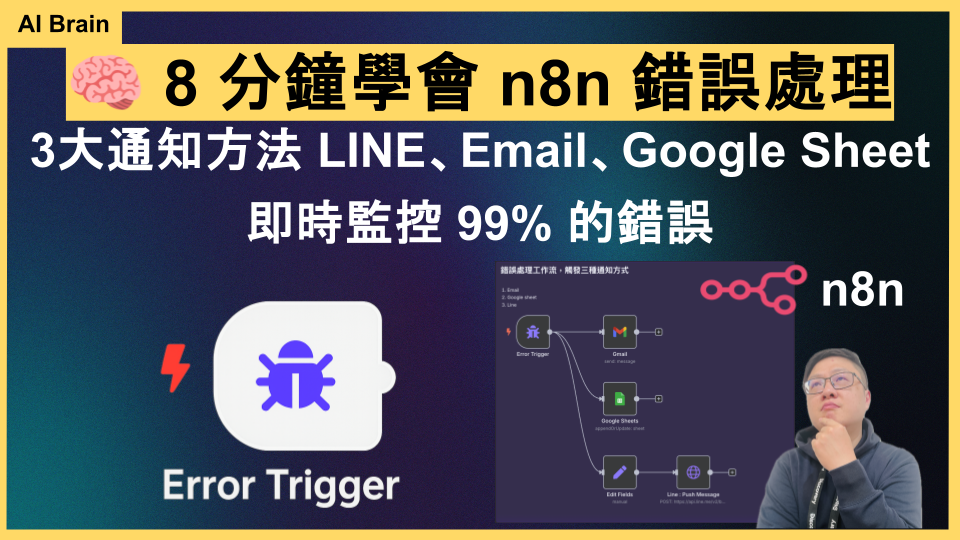 AI Brain
8 分鐘學會 n8n 錯誤處理
3大通知方法 LINE、Email、Google Sheet
即時監控 99% 的錯誤
錯誤處理工作流，觸發三種通知方式
1. Email
2. Google sheet
3. Line
n8n
Error Trigger
Gmail
send: message
Google Sheets
appendOrUpdate: sheet
Edit Fields
manual
Line : Push Message
Error Trigger